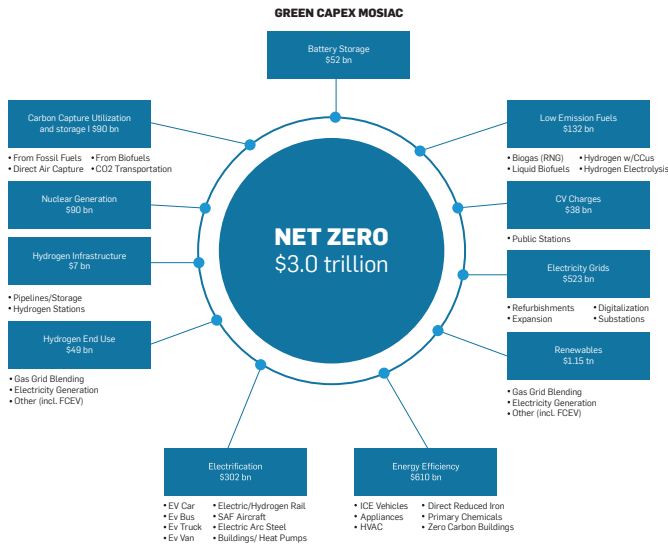 GREEN CAPEX MOSIAC
Battery Storage
$52 bn
Carbon Capture Utilization
and storage I $90 bn
• From Fossil Fuels • From Biofuels
• Direct Air Capture • CO2 Transportation
Nuclear Generation
$90 bn
Hydrogen Infrastructure
$7 bn
• Pipelines/Storage
• Hydrogen Stations
Hydrogen End Use
$49 bn
• Gas Grid Blending
• Electricity Generation
• Other (incl. FCEV)
NET ZERO
$3.0 trillion
Low Emission Fuels
$132 bn
• Biogas (RNG) • Hydrogen w/CCus
• Liquid Biofuels • Hydrogen Electrolysis
CV Charges
$38 bn
• Public Stations
Electricity Grids
$523 bn
• Refurbishments • Digitalization
• Expansion • Substations
Renewables
$1.15 tn
• Gas Grid Blending
• Electricity Generation
• Other (incl. FCEV)
Electrification
$302 bn
• EV Car • Electric/Hydrogen Rail
• Ev Bus • SAF Aircraft
• Ev Truck • Electric Arc Steel
• Ev Van • Buildings/ Heat Pumps
Energy Efficiency
$610 bn
• ICE Vehicles • Direct Reduced Iron
• Appliances • Primary Chemicals
• HVAC • Zero Carbon Buildings